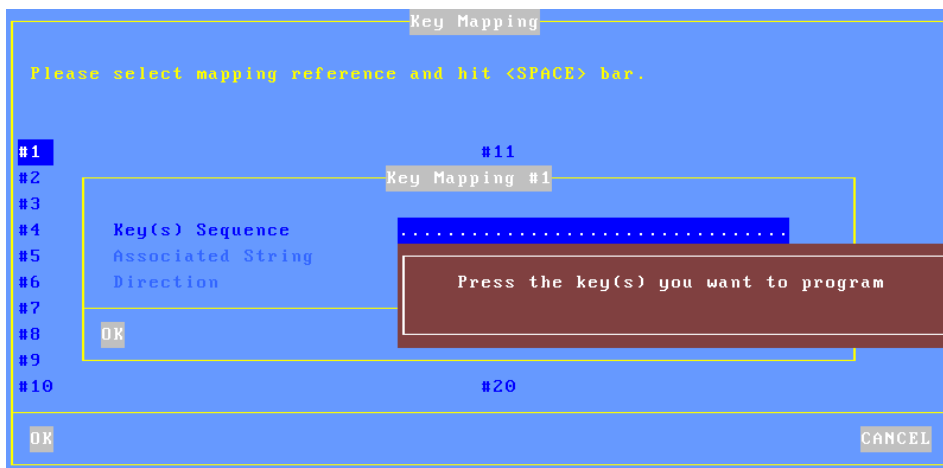 Key Mapping
Please select mapping reference and hit <SPACE> bar.
#1 #11
#2 Key Mapping #1
#3
#4 Key(s) Sequence ................................
#5 Associated String
#6 Direction Press the key(s) you want to program
#7
#8 OK
#9
#10 #20
OK CANCEL